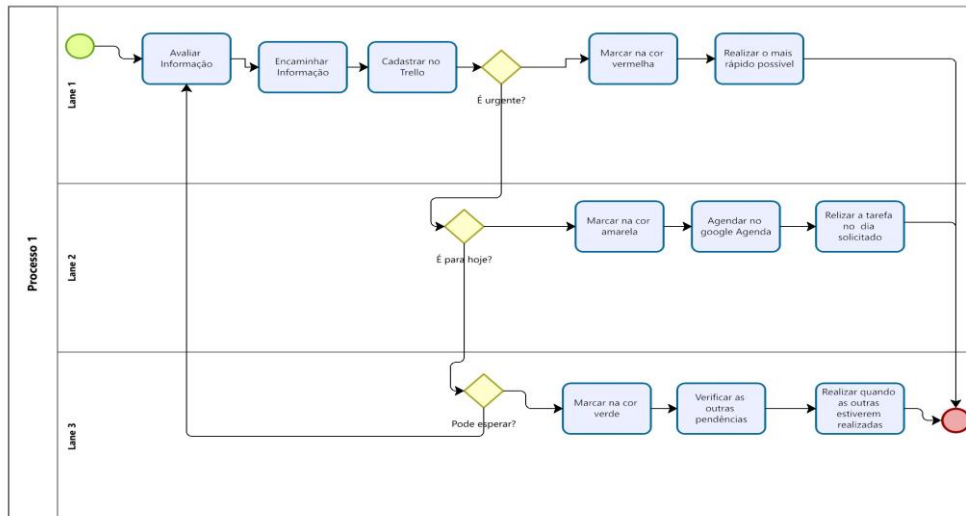 Processo 1
Lane 1
Avaliar
Informação
Encaminhar
Informação
Cadastrar no
Trello
É urgente?
Marcar na cor
vermelha
Realizar o mais
rápido possivel
Lane 2
É para hoje?
Marcar na cor
amarela
Agendar no
google Agenda
Relizar a tarefa
no dia
solicitado
Lane 3
Pode esperar?
Marcar na cor
verde
Verificar as
outras
pendências
Realizar quando
as outras
estiverem
realizadas